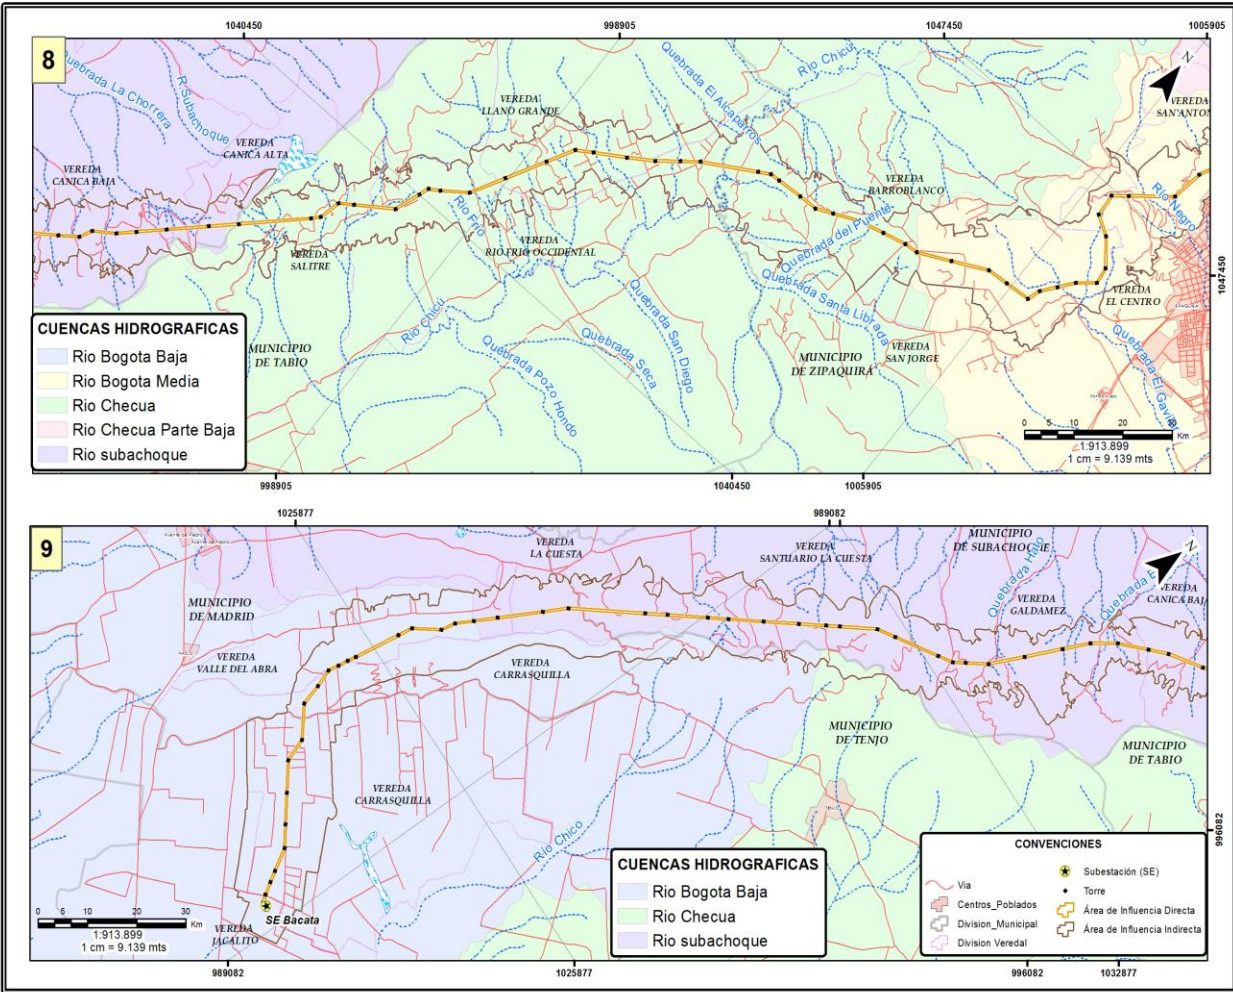 1040450
998905
1047450
1005905
8
N
Quebrada La Chorrera
R.Subachoque
VEREDA
CANICA ALTA
VEREDA
CANICA BAJA
VEREDA
LLANO GRANDE
Quebrada El Alcaparros
Rio Chicu
VEREDA
SAN ANTON
VEREDA
BARROBLANCO
Rio Negro
Rio Frio
VEREDA
SALITRE
VEREDA
RIO FRIO OCCIDENTAL
Quebrada del Puente
Quebrada Santa Librada
VEREDA
EL CENTRO
1047450
Rio Chicú
Quebrada San Diego
Quebrada Seca
Quebrada Pozo Hondo
MUNICIPIO
DE TABIO
MUNICIPIO
DE ZIPAQUIRÁ
VEREDA
SAN JORGE
Quebrada El Gavilar
CUENCAS HIDROGRAFICAS
Rio Bogota Baja
Rio Bogota Media
Rio Checua
Rio Checua Parte Baja
Rio subachoque
0 5 10 20 30
Km
1:913.899
1 cm = 9.139 mts
998905
1040450
1005905
1025877
989082
9
N
VEREDA
LA CUESTA
VEREDA
SANTUARIO LA CUESTA
MUNICIPIO
DE SUBACHOCHE
Quebrada Halo
Quebrada E
VEREDA
GALDAMEZ
VEREDA
CANICA BAJA
MUNICIPIO
DE MADRID
VEREDA
VALLE DEL ABRA
VEREDA
CARRASQUILLA
MUNICIPIO
DE TENJO
MUNICIPIO
DE TABIO
VEREDA
CARRASQUILLA
Rio Chico
TENJO
996082
SE Bacata
VEREDA
JACALITO
0 5 10 20 30
Km
1:913.899
1 cm = 9.139 mts
CUENCAS HIDROGRAFICAS
Rio Bogota Baja
Rio Checua
Rio subachoque
CONVENCIONES
Via
Centros_Poblados
Division_Municipal
Division Veredal
Subestación (SE)
Torre
Área de Influencia Directa
Área de Influencia Indirecta
989082
1025877
996082
1032877